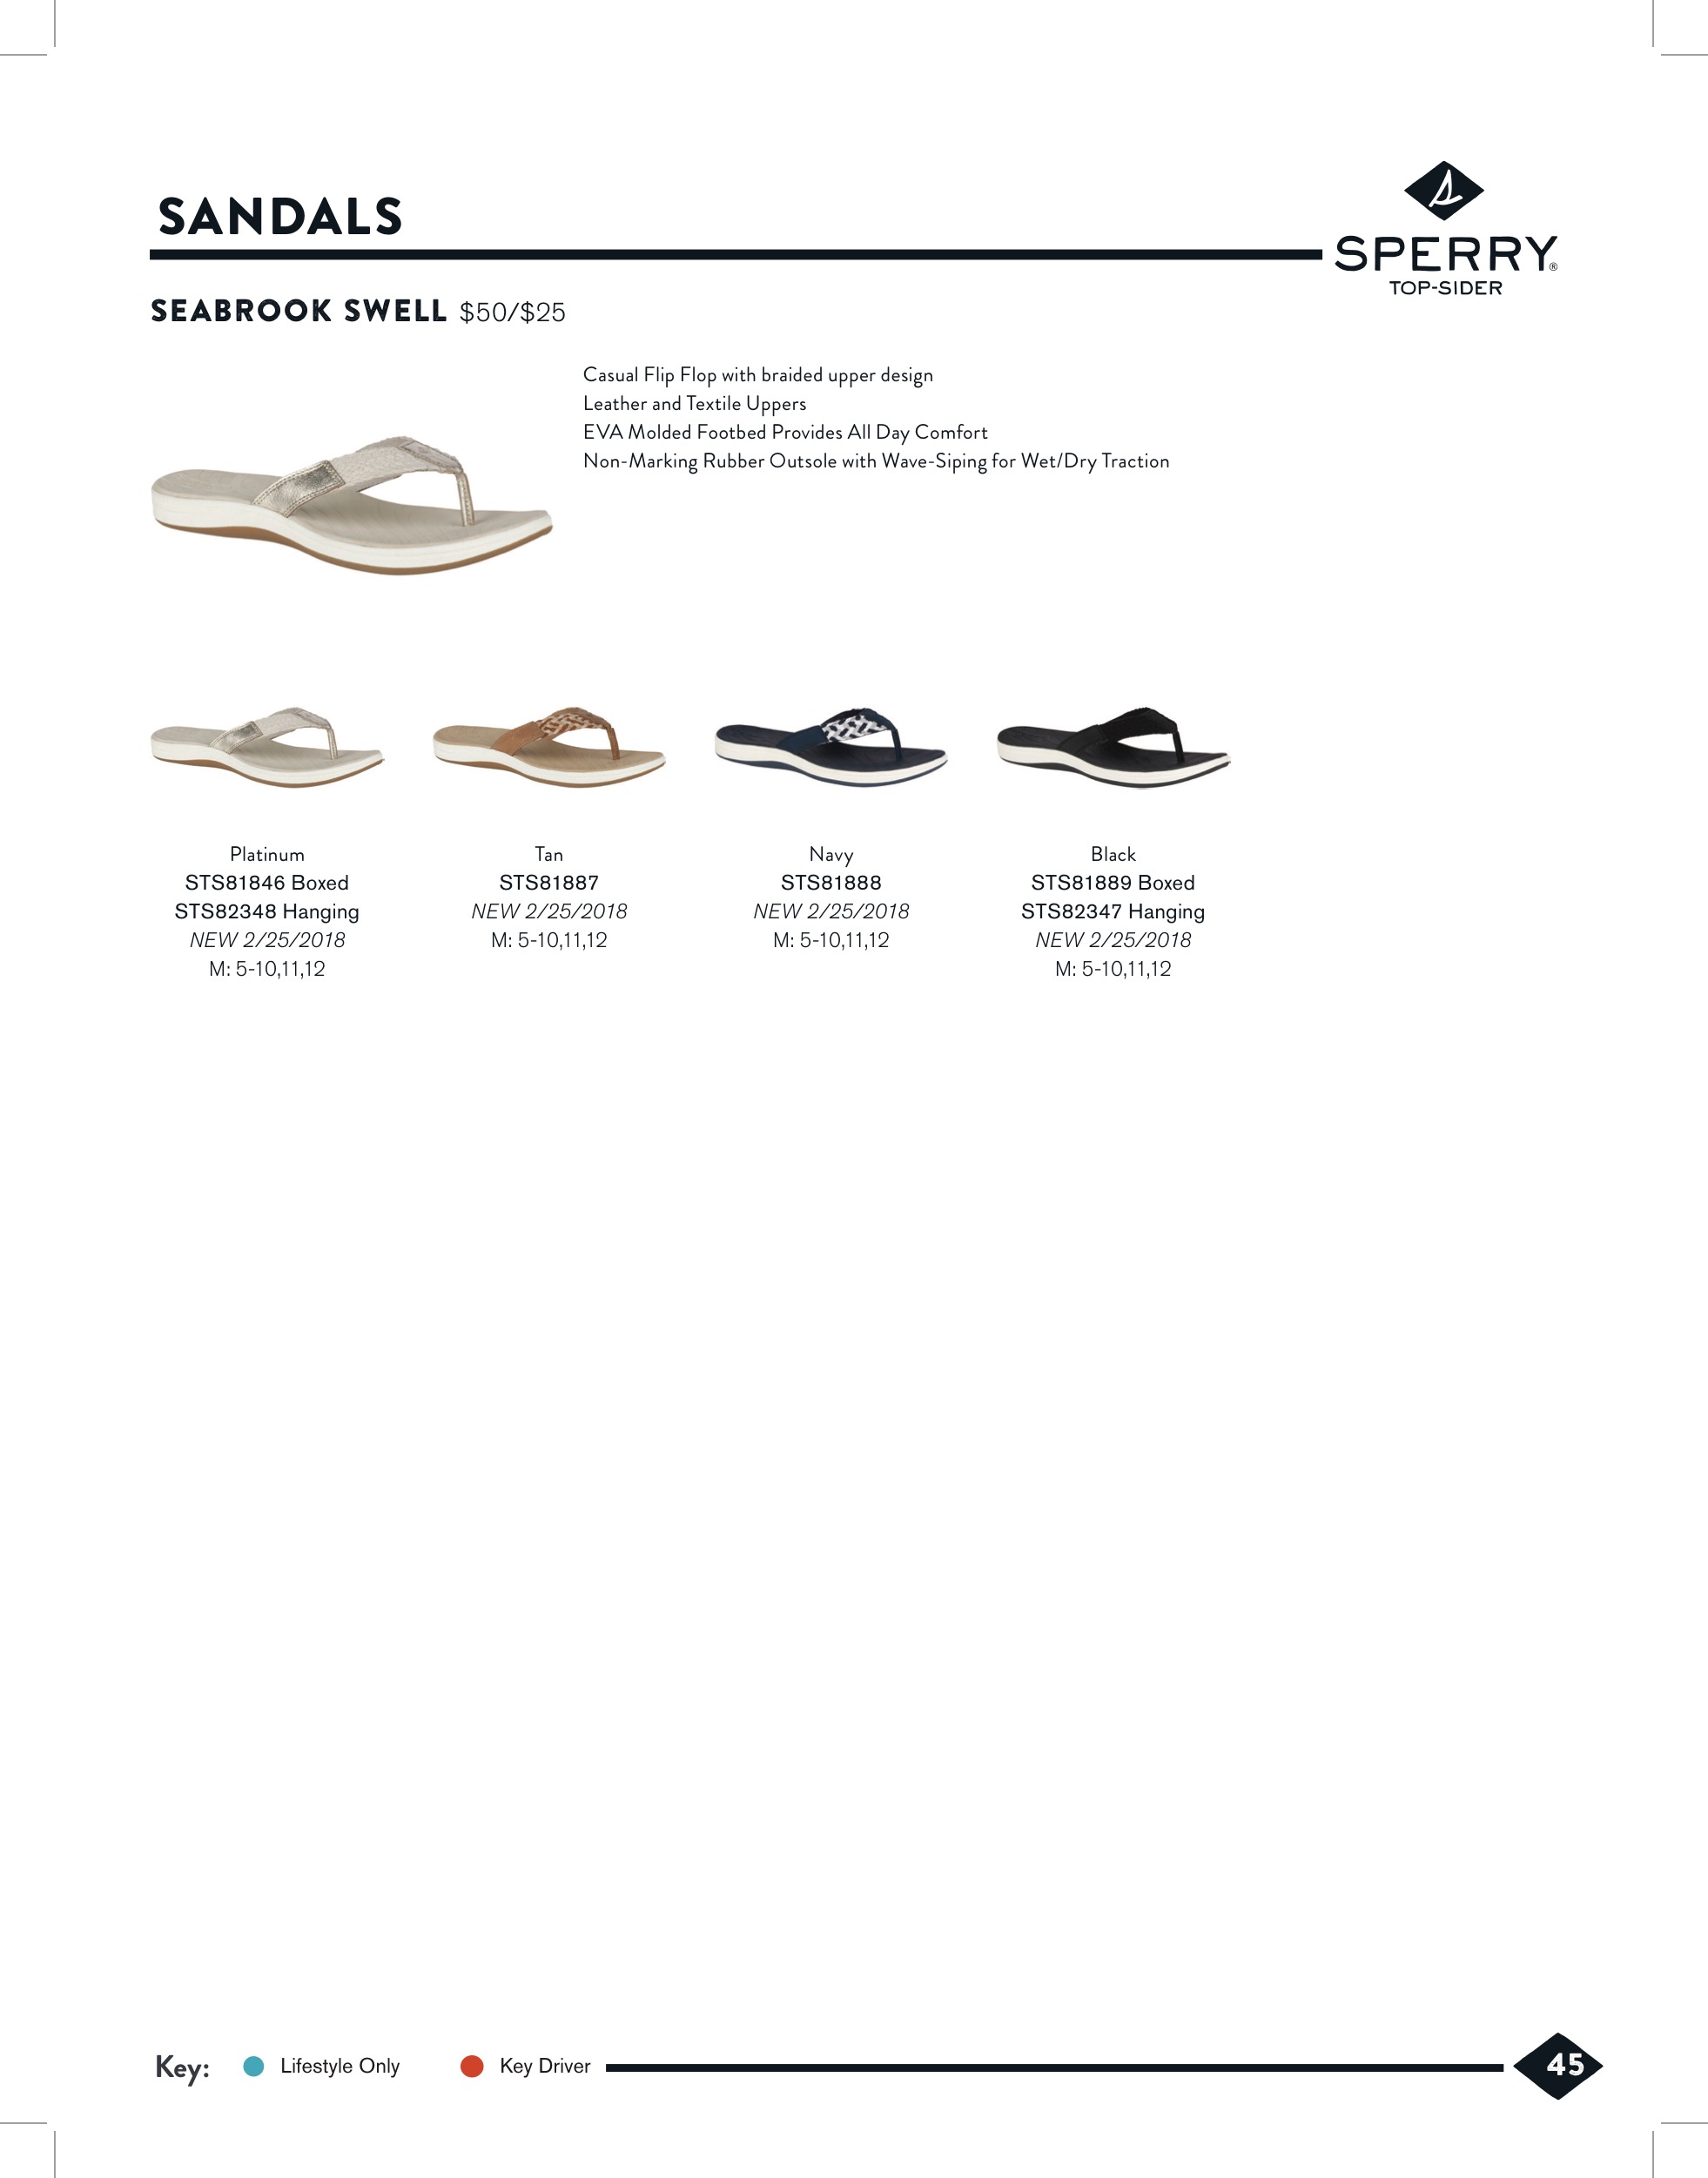 SANDALS
SPERRY®
TOP-SIDER
SEABROOK SWELL $50/$25
Casual Flip Flop with braided upper design
Leather and Textile Uppers
EVA Molded Footbed Provides All Day Comfort
Non-Marking Rubber Outsole with Wave-Siping for Wet/Dry Traction
Platinum
STS81846 Boxed
STS82348 Hanging
NEW 2/25/2018
M: 5-10,11,12
Tan
STS81887
NEW 2/25/2018
M: 5-10,11,12
Navy
STS81888
NEW 2/25/2018
M: 5-10,11,12
Black
STS81889 Boxed
STS82347 Hanging
NEW 2/25/2018
M: 5-10,11,12
Key: Lifestyle Only Key Driver
45